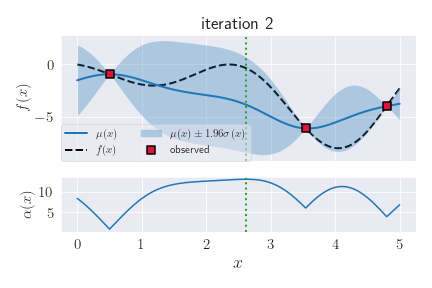 iteration 2
f(x)
0
−5
μ(x)
μ(x) ± 1.96σ(x)
f(x)
observed
α(x)
10
5
0 1 2 3 4 5
x